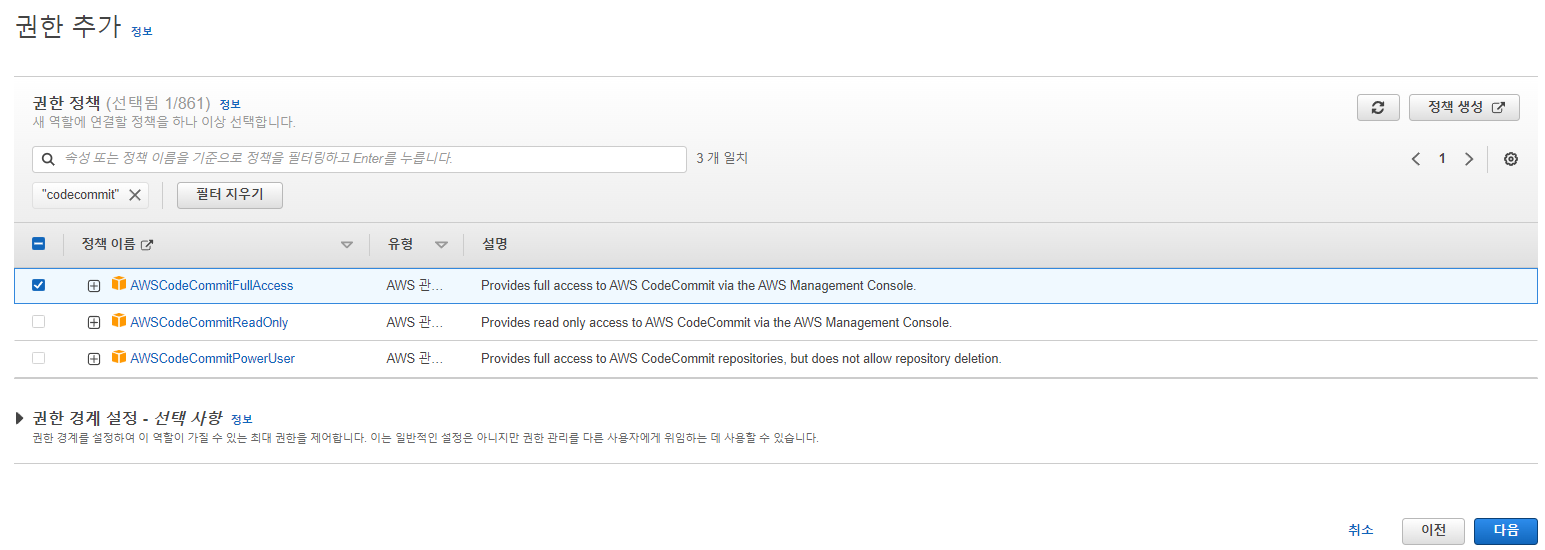 권한 추가 정보
권한 정책 (선택됨 1/861) 정보
새 역할에 연결할 정책을 하나 이상 선택합니다.
정책 생성
속성 또는 정책 이름을 기준으로 정책을 필터링하고 Enter를 누릅니다.
3 개 일치
1
"codecommit"
필터 지우기
정책 이름 유형 설명
AWSCodeCommitFullAccess AWS 관… Provides full access to AWS CodeCommit via the AWS Management Console.
AWSCodeCommitReadOnly AWS 관… Provides read only access to AWS CodeCommit via the AWS Management Console.
AWSCodeCommitPowerUser AWS 관… Provides full access to AWS CodeCommit repositories, but does not allow repository deletion.
권한 경계 설정 - 선택 사항 정보
권한 경계를 설정하여 이 역할이 가질 수 있는 최대 권한을 제어합니다. 이는 일반적인 설정은 아니지만 권한 관리를 다른 사용자에게 위임하는 데 사용할 수 있습니다.
취소 이전 다음